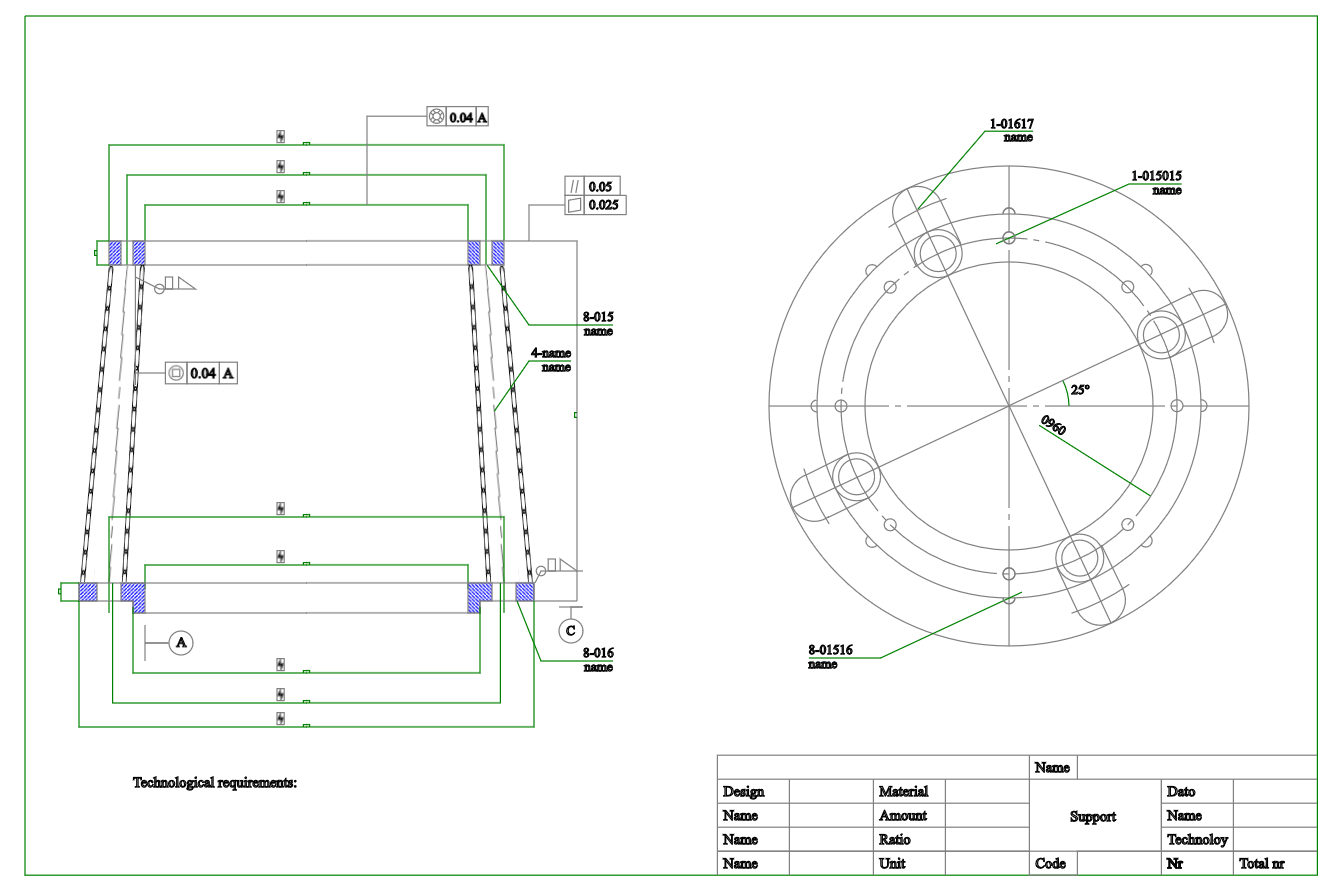 0.04 A
1-01617
name
1-015015
name
// 0.05
0.025
8-015
name
4-name
name
0.04 A
25°
0960
A
C
8-016
name
8-01516
name
Technological requirements:
Name
Design Material Support Dato
Name Amount Name
Name Ratio Technoloy
Name Unit Code Nr Total nr